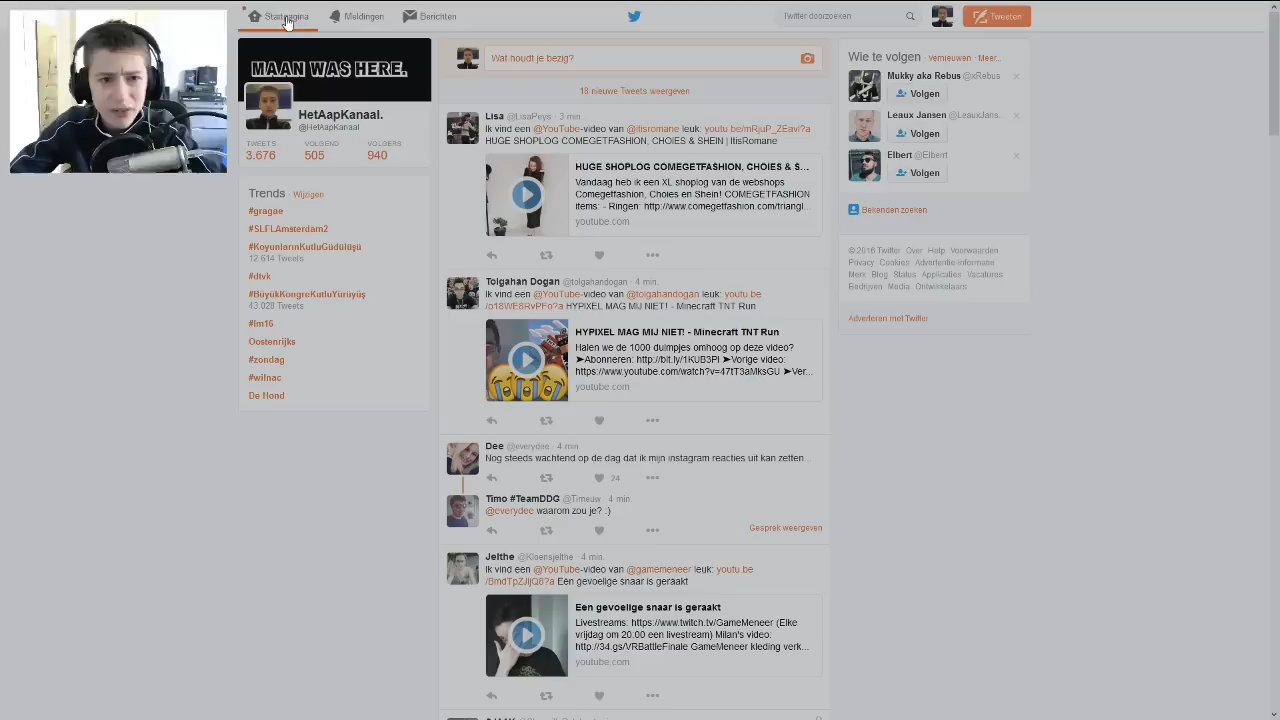 Startpagina
Meldingen
Berichten
Twitter doorzoeken
Tweeten
MAAN WAS HERE.
HetAapKanaal.
@HetAapKanaal
TWEETS VOLGEND VOLGERS
3.676 505 940
Trends · Wijzigen
#gragae
#SLFLAmsterdam2
#KoyunlarınKutluGüdülüşü
12.614 Tweets
#dtvk
#BüyükKongreKutluYürüyüş
43.028 Tweets
#lm16
Oostenrijks
#zondag
#wilnac
De Hond
Wat houdt je bezig?
18 nieuwe Tweets weergeven
Lisa @LisaPeys · 3 min
Ik vind een @YouTube-video van @itisromane leuk: youtu.be/mRjuP_ZEavI?a
HUGE SHOPLOG COMEGETFASHION, CHOIES & SHEIN | ItisRomane
HUGE SHOPLOG COMEGETFASHION, CHOIES & S...
Vandaag heb ik een XL shoplog van de webshops
Comegetfashion, Choies en Shein! COMEGETFASHION
items: - Ringen: http://www.comegetfashion.com/triangl...
youtube.com
Tolgahan Dogan @tolgahandogan · 4 min.
Ik vind een @YouTube-video van @tolgahandogan leuk: youtu.be
/o18WE8RvPFo?a HYPIXEL MAG MIJ NIET! - Minecraft TNT Run
HYPIXEL MAG MIJ NIET! - Minecraft TNT Run
Halen we de 1000 duimpjes omhoog op deze video?
➤Abonneren: http://bit.ly/1KUB3PI ➤Vorige video:
https://www.youtube.com/watch?v=47tT3aMksGU ➤Ver...
youtube.com
Dee @everydee · 4 min.
Nog steeds wachtend op de dag dat ik mijn instagram reacties uit kan zetten..
24
Timo #TeamDDG @Timeuw · 4 min.
@everydee waarom zou je? :)
Gesprek weergeven
Jelthe @Kloensjelthe · 4 min.
Ik vind een @YouTube-video van @gamemeneer leuk: youtu.be
/BmdTpZJljQ8?a Een gevoelige snaar is geraakt
Een gevoelige snaar is geraakt
Livestreams: https://www.twitch.tv/GameMeneer (Elke
vrijdag om 20:00 een livestream) Milan's video:
http://34.gs/VRBattleFinale GameMeneer kleding verk...
youtube.com
Wie te volgen · Vernieuwen · Meer...
Mukky aka Rebus @xRebus
Volgen
Leaux Jansen @LeauxJans...
Volgen
Elbert @Elbent
Volgen
Bekenden zoeken
© 2016 Twitter Over Help Voorwaarden
Privacy Cookies Advertentie-informatie
Merk Blog Status Applicaties Vacatures
Bedrijven Media Ontwikkelaars
Adverteren met Twitter